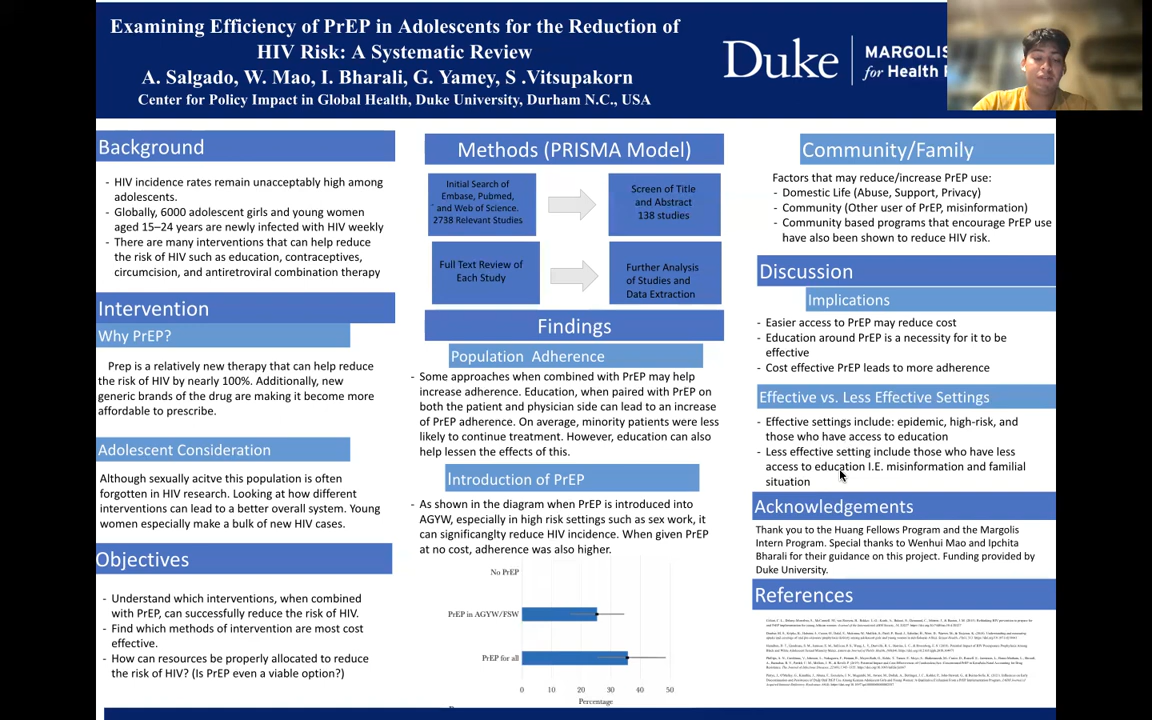 Examining Efficiency of PrEP in Adolescents for the Reduction of
HIV Risk: A Systematic Review
A. Salgado, W. Mao, I. Bharali, G. Yamey, S .Vitsupakorn
Center for Policy Impact in Global Health, Duke University, Durham N.C., USA
Duke
MARGOLIS
for Health
Background
- HIV incidence rates remain unacceptably high among
adolescents.
- Globally, 6000 adolescent girls and young women
aged 15–24 years are newly infected with HIV weekly
- There are many interventions that can help reduce
the risk of HIV such as education, contraceptives,
circumcision, and antiretroviral combination therapy
Intervention
Why PrEP?
Prep is a relatively new therapy that can help reduce
the risk of HIV by nearly 100%. Additionally, new
generic brands of the drug are making it become more
affordable to prescribe.
Adolescent Consideration
Although sexually acitve this population is often
forgotten in HIV research. Looking at how different
interventions can lead to a better overall system. Young
women especially make a bulk of new HIV cases.
Objectives
- Understand which interventions, when combined
with PrEP, can successfully reduce the risk of HIV.
- Find which methods of intervention are most cost
effective.
- How can resources be properly allocated to reduce
the risk of HIV? (Is PrEP even a viable option?)
Methods (PRISMA Model)
Initial Search of
Embase, Pubmed,
and Web of Science.
2738 Relevant Studies
Screen of Title
and Abstract
138 studies
Full Text Review of
Each Study
Further Analysis
of Studies and
Data Extraction
Findings
Population Adherence
- Some approaches when combined with PrEP may help
increase adherence. Education, when paired with PrEP on
both the patient and physician side can lead to an increase
of PrEP adherence. On average, minority patients were less
likely to continue treatment. However, education can also
help lessen the effects of this.
Introduction of PrEP
- As shown in the diagram when PrEP is introduced into
AGYW, especially in high risk settings such as sex work, it
can significanglty reduce HIV incidence. When given PrEP
at no cost, adherence was also higher.
No PrEP
PrEP in AGYW/FSW
PrEP for all
0 10 20 30 40 50
Percentage
Community/Family
Factors that may reduce/increase PrEP use:
- Domestic Life (Abuse, Support, Privacy)
- Community (Other user of PrEP, misinformation)
- Community based programs that encourage PrEP use
have also been shown to reduce HIV risk.
Discussion
Implications
- Easier access to PrEP may reduce cost
- Education around PrEP is a necessity for it to be
effective
- Cost effective PrEP leads to more adherence
Effective vs. Less Effective Settings
- Effective settings include: epidemic, high-risk, and
those who have access to education
- Less effective setting include those who have less
access to education I.E. misinformation and familial
situation
Acknowledgements
Thank you to the Huang Fellows Program and the Margolis
Intern Program. Special thanks to Wenhui Mao and Ipchita
Bharali for their guidance on this project. Funding provided by
Duke University.
References